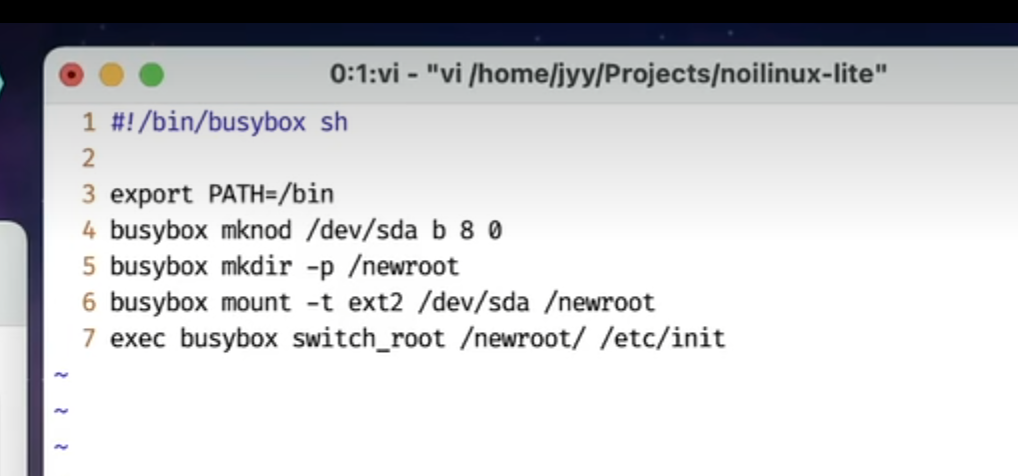 0:1:vi - "vi /home/jyy/Projects/noilinux-lite"
1 #!/bin/busybox sh
2
3 export PATH=/bin
4 busybox mknod /dev/sda b 8 0
5 busybox mkdir -p /newroot
6 busybox mount -t ext2 /dev/sda /newroot
7 exec busybox switch_root /newroot/ /etc/init
~
~
~